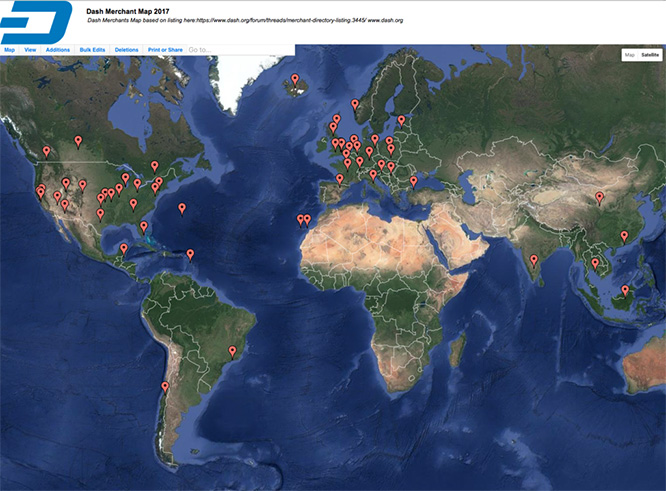 Dash Merchant Map 2017
Dash Merchants Map based on listing here:https://www.dash.org/forum/threads/merchant-directory-listing.3445/ www.dash.org
Map View Additions Bulk Edits Deletions Print or Share Go to...
Map Satellite